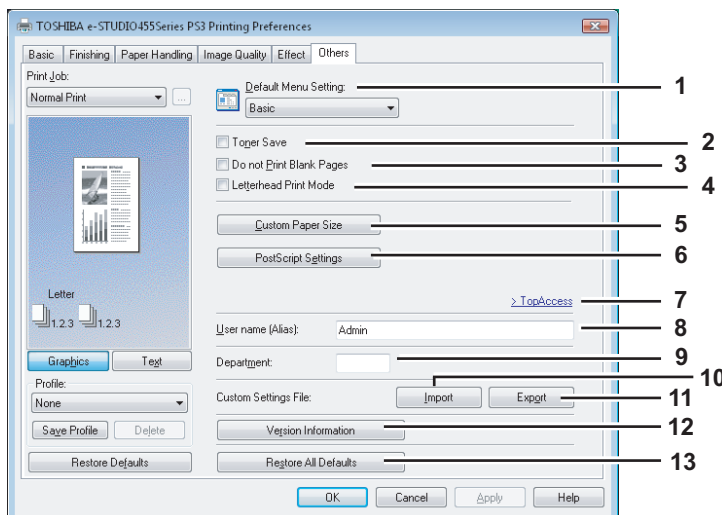 TOSHIBA e-STUDIO455Series PS3 Printing Preferences
Basic Finishing Paper Handling Image Quality Effect Others
Print Job:
Normal Print
...
Default Menu Setting:
Basic
1
Toner Save
2
Do not Print Blank Pages
3
Letterhead Print Mode
4
Custom Paper Size
5
PostScript Settings
6
Letter
1.2.3 1.2.3
> TopAccess
7
User name (Alias): Admin
8
Graphics Text
Department:
9
Profile:
None
Custom Settings File: Import Export
10
11
Save Profile Delete
Version Information
12
Restore Defaults
Restore All Defaults
13
OK Cancel Apply Help